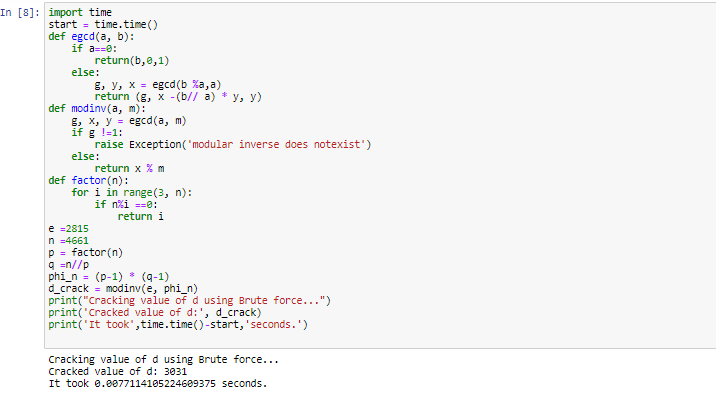 In [8]: import time
start = time.time()
def egcd(a, b):
if a==0:
return(b,0,1)
else:
g, y, x = egcd(b %a,a)
return (g, x -(b// a) * y, y)
def modinv(a, m):
g, x, y = egcd(a, m)
if g !=1:
raise Exception('modular inverse does notexist')
else:
return x % m
def factor(n):
for i in range(3, n):
if n%i ==0:
return i
e =2815
n =4661
p = factor(n)
q =n//p
phi_n = (p-1) * (q-1)
d_crack = modinv(e, phi_n)
print("Cracking value of d using Brute force...")
print('Cracked value of d:', d_crack)
print('It took',time.time()-start,'seconds.')
Cracking value of d using Brute force...
Cracked value of d: 3031
It took 0.0077114105224609375 seconds.